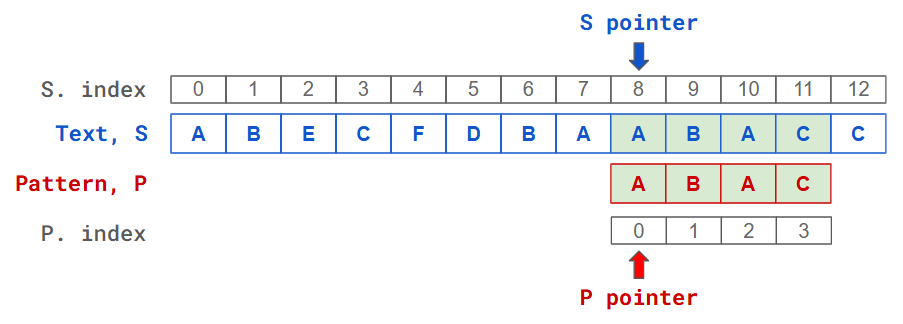 S pointer
S. index 0 1 2 3 4 5 6 7 8 9 10 11 12
Text, S A B E C F D B A A B A C C
Pattern, P A B A C
P. index 0 1 2 3
P pointer